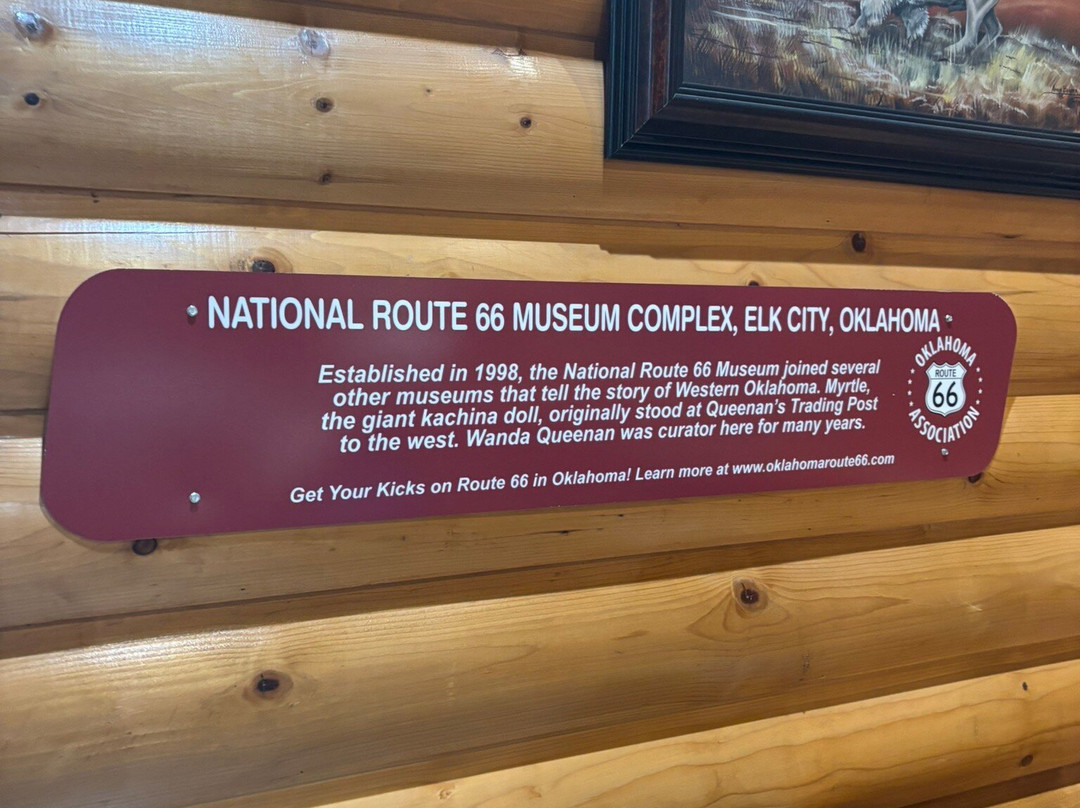 NATIONAL ROUTE 66 MUSEUM COMPLEX, ELK CITY, OKLAHOMA
Established in 1998, the National Route 66 Museum joined several
other museums that tell the story of Western Oklahoma. Myrtle,
the giant kachina doll, originally stood at Queenan's Trading Post
to the west. Wanda Queenan was curator here for many years.
Get Your Kicks on Route 66 in Oklahoma! Learn more at www.oklahomaroute66.com
OKLAHOMA
ROUTE
66
ASSOCIATION